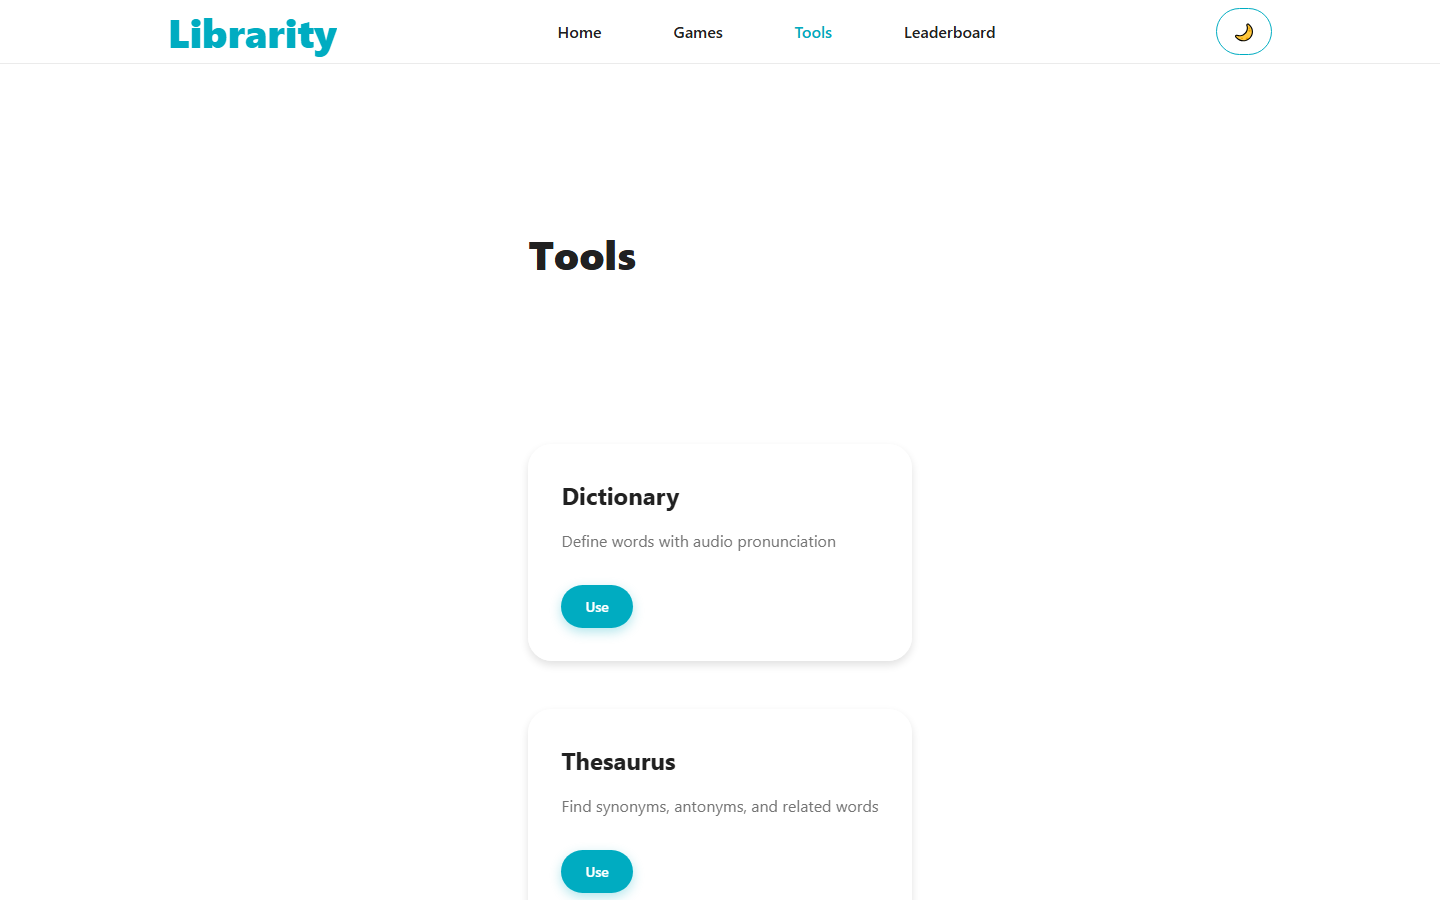 Librarity
Home
Games
Tools
Leaderboard
Tools
Dictionary
Define words with audio pronunciation
Use
Thesaurus
Find synonyms, antonyms, and related words
Use